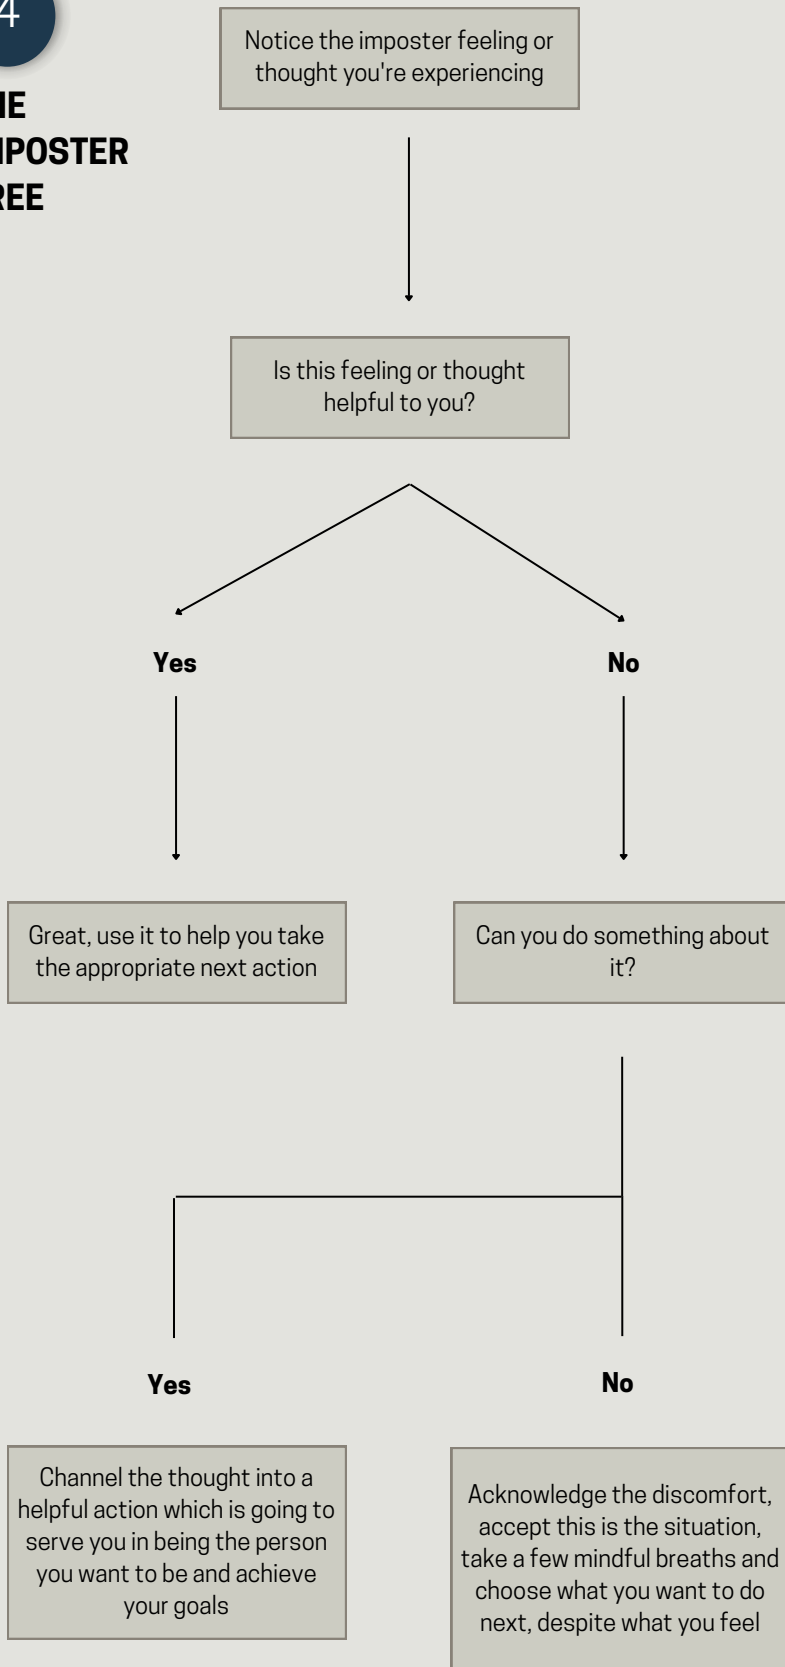 4
HE
MPOSTER
REE
Notice the imposter feeling or
thought you're experiencing
Is this feeling or thought
helpful to you?
Yes
No
Great, use it to help you take
the appropriate next action
Can you do something about
it?
Yes
No
Channel the thought into a
helpful action which is going to
serve you in being the person
you want to be and achieve
your goals
Acknowledge the discomfort,
accept this is the situation,
take a few mindful breaths and
choose what you want to do
next, despite what you feel